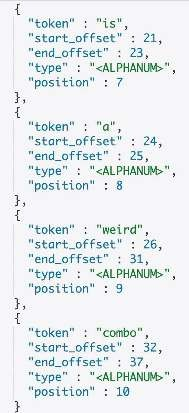 {
"token" : "is",
"start_offset" : 21,
"end_offset" : 23,
"type" : "<ALPHANUM>",
"position" : 7
},
{
"token" : "a",
"start_offset" : 24,
"end_offset" : 25,
"type" : "<ALPHANUM>",
"position" : 8
},
{
"token" : "weird",
"start_offset" : 26,
"end_offset" : 31,
"type" : "<ALPHANUM>",
"position" : 9
},
{
"token" : "combo",
"start_offset" : 32,
"end_offset" : 37,
"type" : "<ALPHANUM>",
"position" : 10
}